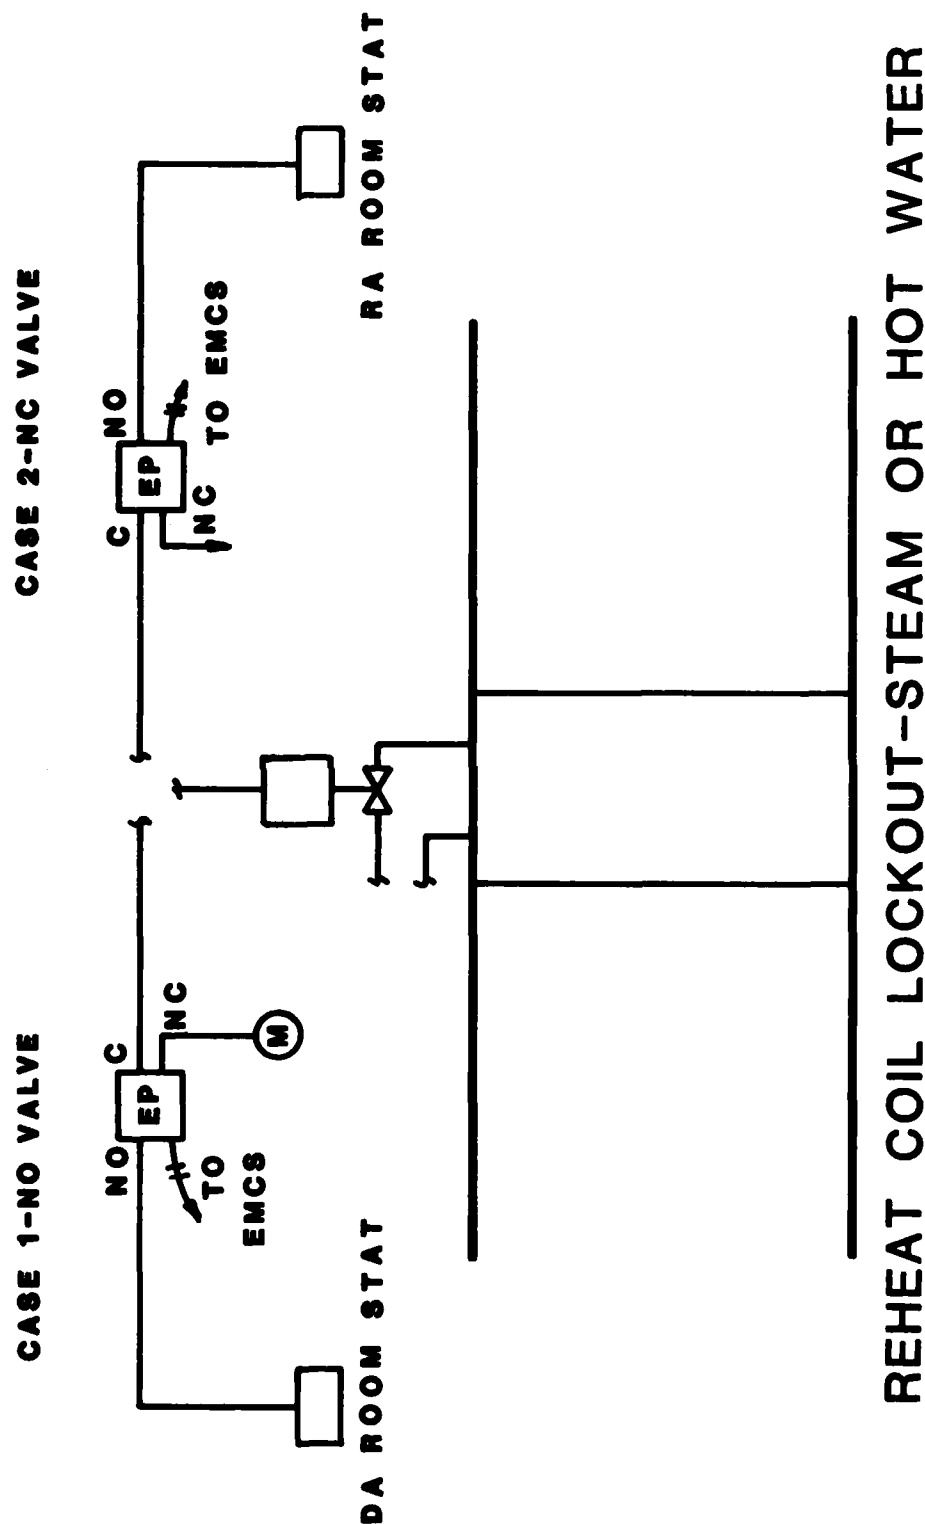 CASE 1-NO VALVE
CASE 2-NC VALVE
NO
C
EP
NC
TO
EMCS
M
DA ROOM STAT
C
NO
EP
NC
TO EMCS
RA ROOM STAT
REHEAT COIL LOCKOUT-STEAM OR HOT WATER